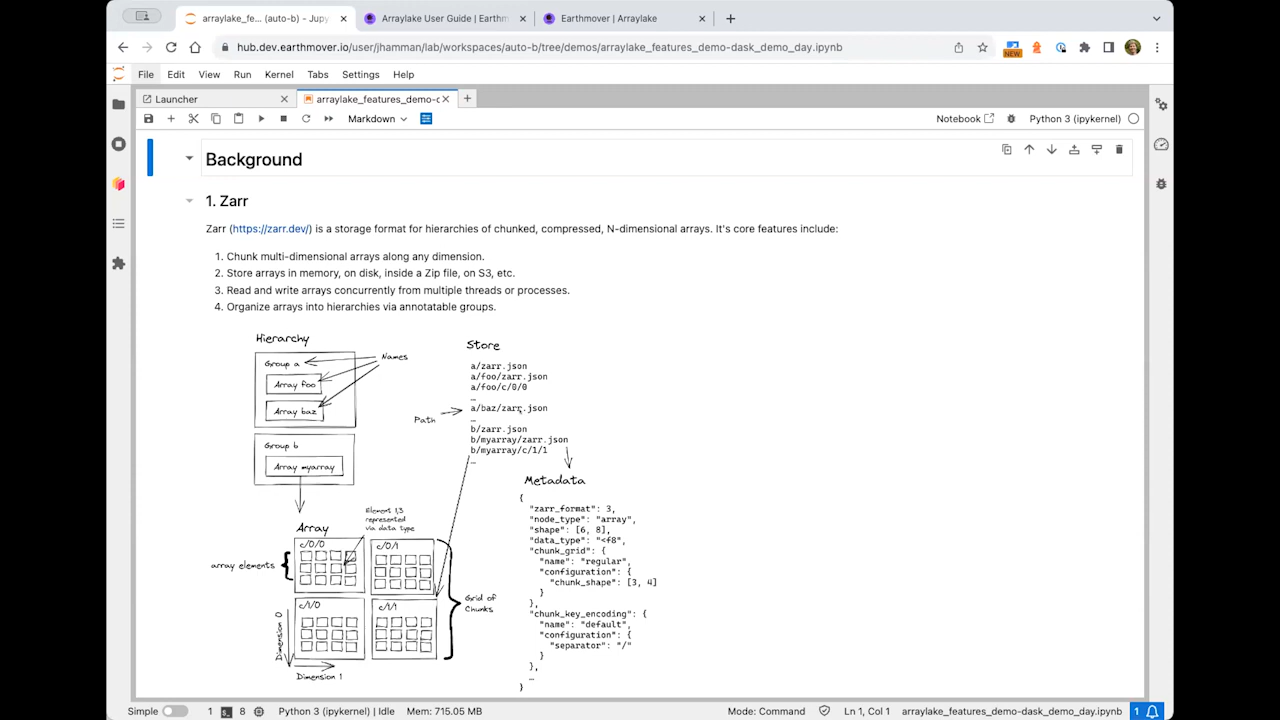 arraylake_fe... (auto-b) - Jupy
Arraylake User Guide | Earthm
Earthmover | Arraylake
hub.dev.earthmover.io/user/jhamman/lab/workspaces/auto-b/tree/demos/arraylake_features_demo-dask_demo_day.ipynb
NEW
File Edit View Run Kernel Tabs Settings Help
Launcher
arraylake_features_demo-d
Markdown
Notebook
Python 3 (ipykernel)
Background
1. Zarr
Zarr (https://zarr.dev/) is a storage format for hierarchies of chunked, compressed, N-dimensional arrays. It's core features include:
1. Chunk multi-dimensional arrays along any dimension.
2. Store arrays in memory, on disk, inside a Zip file, on S3, etc.
3. Read and write arrays concurrently from multiple threads or processes.
4. Organize arrays into hierarchies via annotatable groups.
Hierarchy
Group a
Array foo
Array baz
Names
Group b
Array myarray
Store
a/zarr.json
a/foo/zarr.json
a/foo/c/0/0
…
a/baz/zarr.json
…
b/zarr.json
b/myarray/zarr.json
b/myarray/c/1/1
…
Path
Array
Element 1,3
represented
via data type
c/0/0
c/0/1
array elements
c/1/0
c/1/1
Grid of
Chunks
Dimension 0
Dimension 1
Metadata
{
"zarr_format": 3,
"node_type": "array",
"shape": [6, 8],
"data_type": "<f8",
"chunk_grid": {
"name": "regular",
"configuration": {
"chunk_shape": [3, 4]
}
},
"chunk_key_encoding": {
"name": "default",
"configuration": {
"separator": "/"
}
},
…
}
Simple
1
8
Python 3 (ipykernel) | Idle
Mem: 715.05 MB
Mode: Command
Ln 1, Col 1
arraylake_features_demo-dask_demo_day.ipynb
1